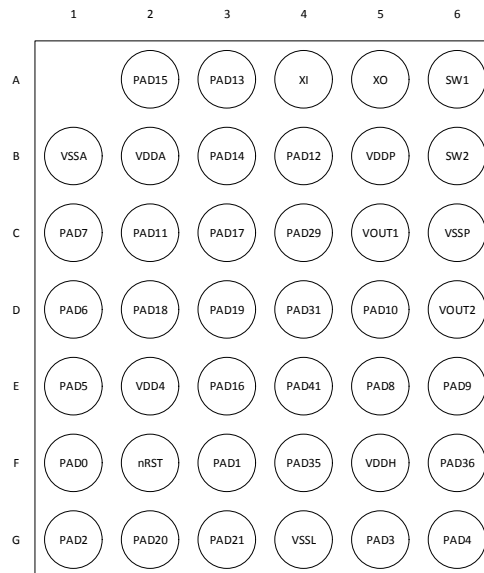 1 2 3 4 5 6
A PAD15 PAD13 XI XO SW1
B VSSA VDDA PAD14 PAD12 VDDP SW2
C PAD7 PAD11 PAD17 PAD29 VOUT1 VSSP
D PAD6 PAD18 PAD19 PAD31 PAD10 VOUT2
E PAD5 VDD4 PAD16 PAD41 PAD8 PAD9
F PAD0 nRST PAD1 PAD35 VDDH PAD36
G PAD2 PAD20 PAD21 VSSL PAD3 PAD4